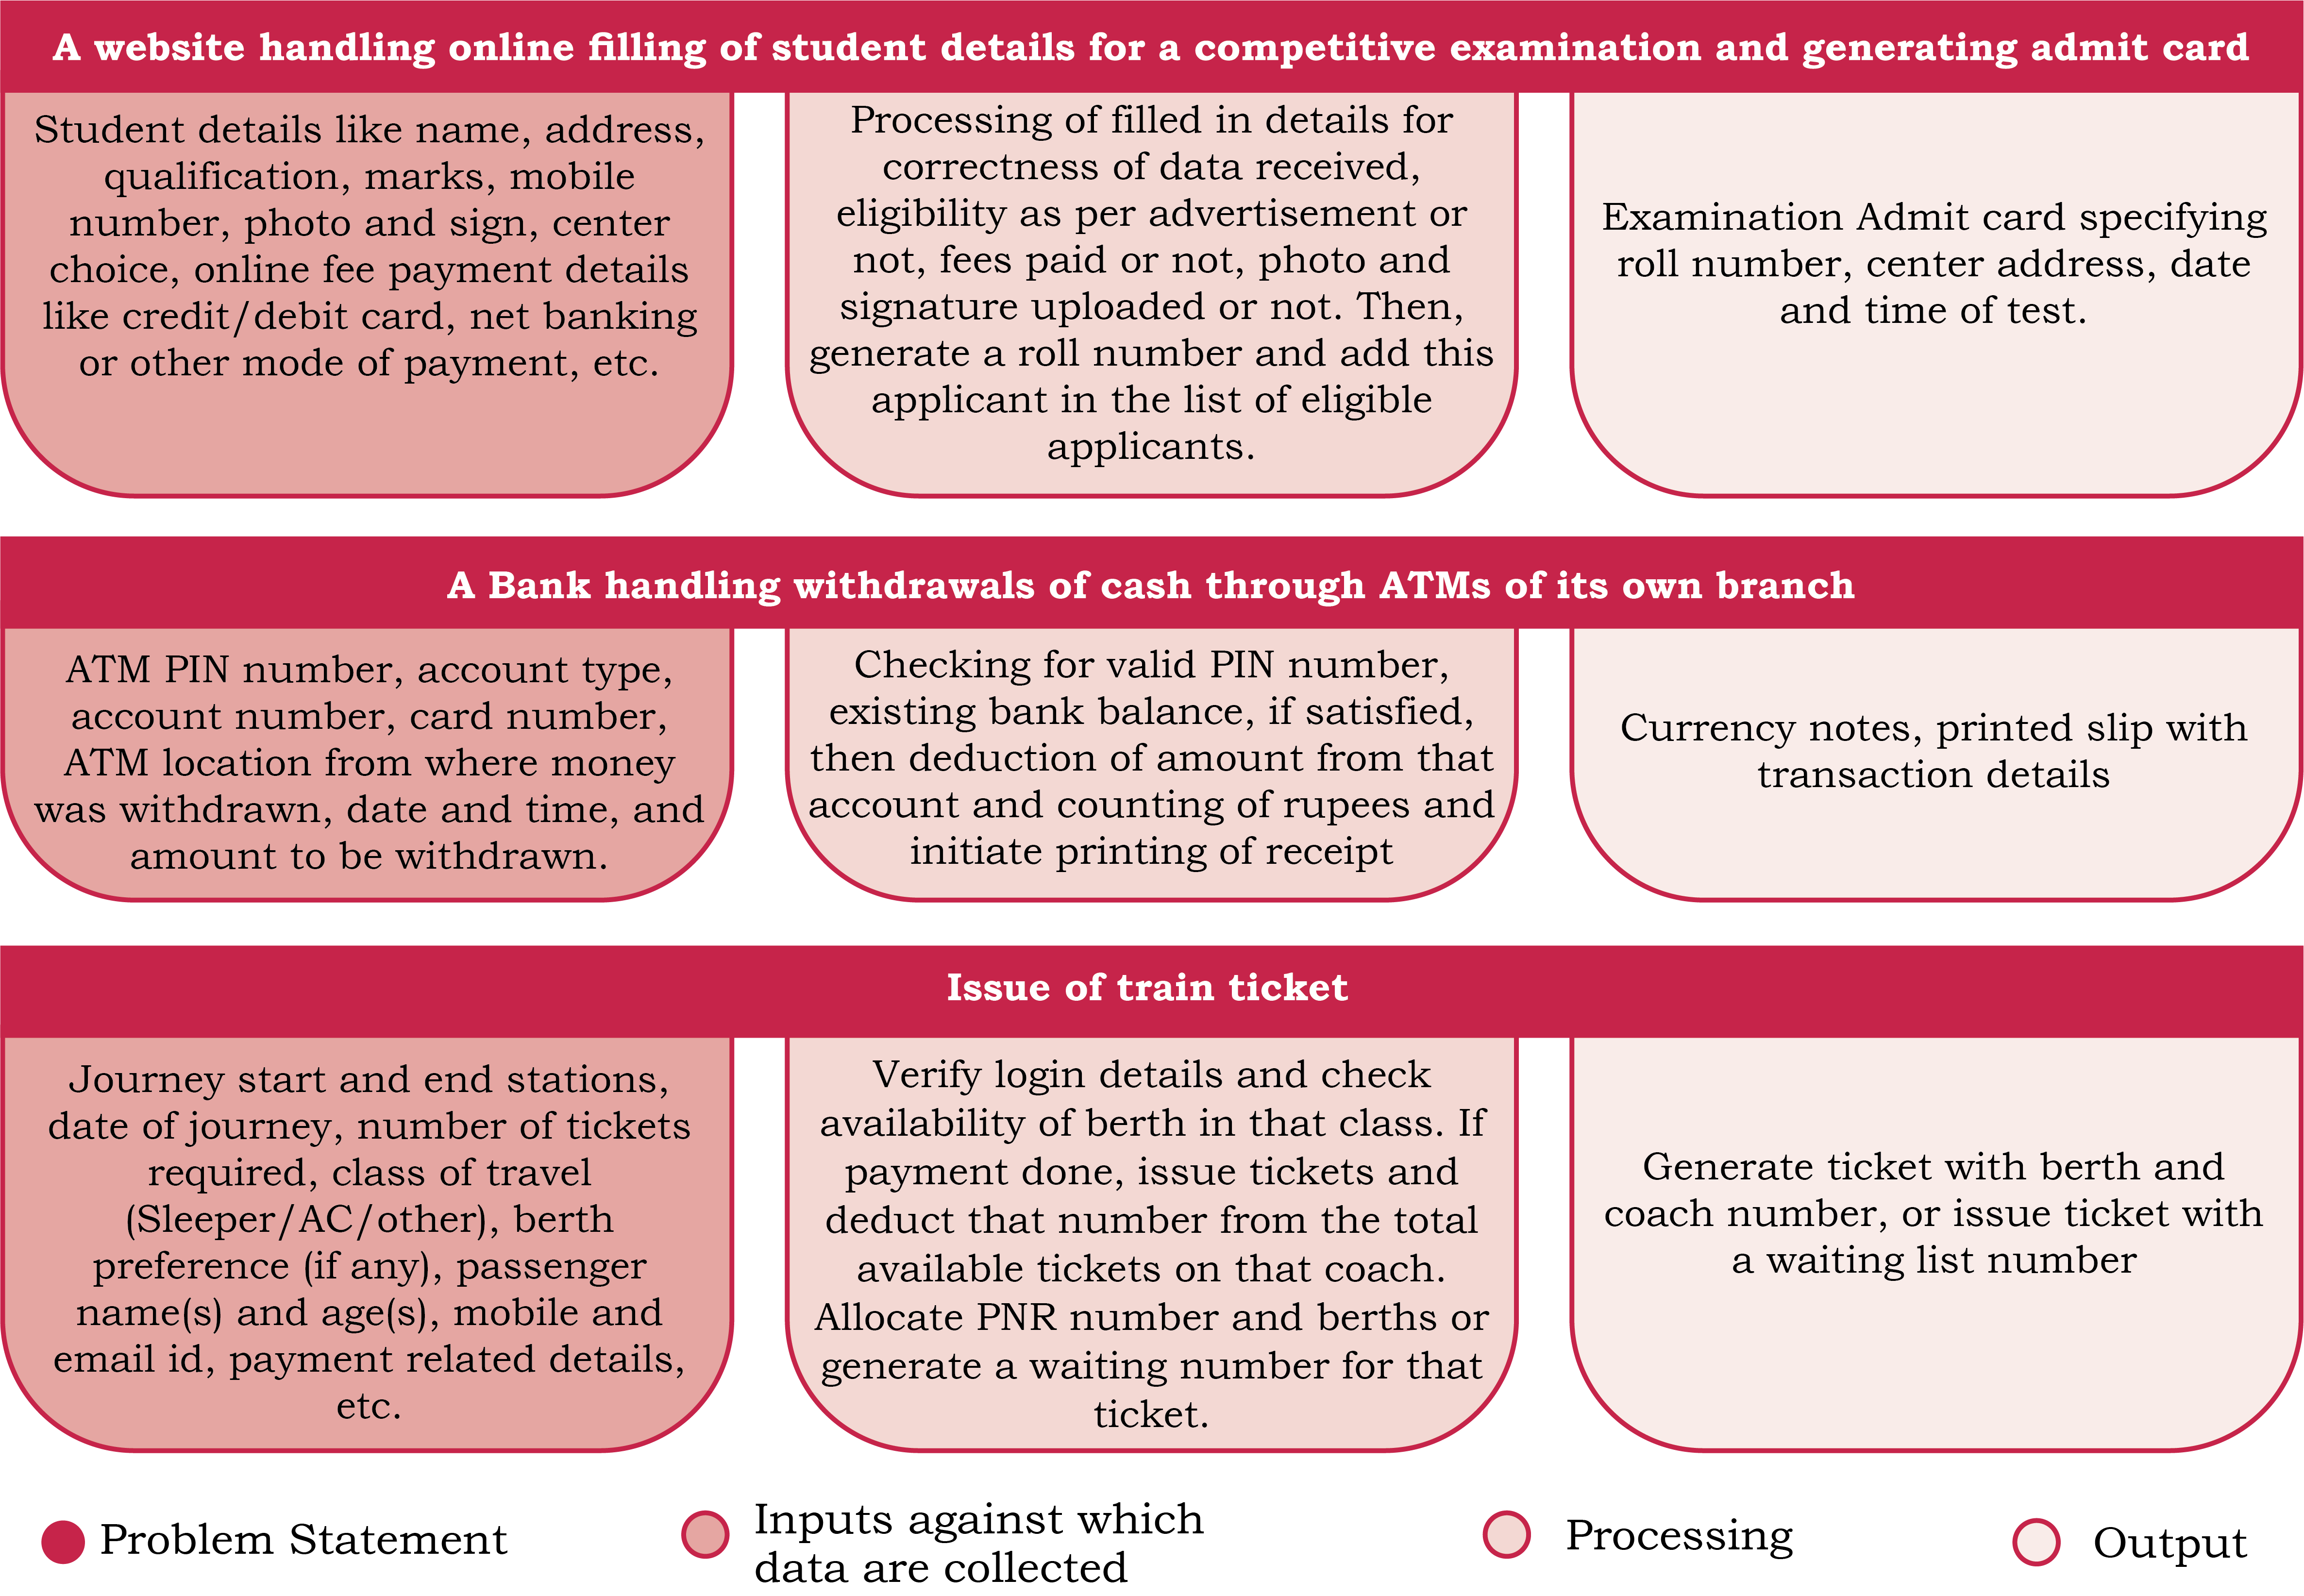 A website handling online filling of student details for a competitive examination and generating admit card
Student details like name, address,
qualification, marks, mobile
number, photo and sign, center
choice, online fee payment details
like credit/debit card, net banking
or other mode of payment, etc.
Processing of filled in details for
correctness of data received,
eligibility as per advertisement or
not, fees paid or not, photo and
signature uploaded or not. Then,
generate a roll number and add this
applicant in the list of eligible
applicants.
Examination Admit card specifying
roll number, center address, date
and time of test.
A Bank handling withdrawals of cash through ATMs of its own branch
ATM PIN number, account type,
account number, card number,
ATM location from where money
was withdrawn, date and time, and
amount to be withdrawn.
Checking for valid PIN number,
existing bank balance, if satisfied,
then deduction of amount from that
account and counting of rupees and
initiate printing of receipt
Currency notes, printed slip with
transaction details
Issue of train ticket
Journey start and end stations,
date of journey, number of tickets
required, class of travel
(Sleeper/AC/other), berth
preference (if any), passenger
name(s) and age(s), mobile and
email id, payment related details,
etc.
Verify login details and check
availability of berth in that class. If
payment done, issue tickets and
deduct that number from the total
available tickets on that coach.
Allocate PNR number and berths or
generate a waiting number for that
ticket.
Generate ticket with berth and
coach number, or issue ticket with
a waiting list number
Problem Statement
Inputs against which
data are collected
Processing
Output